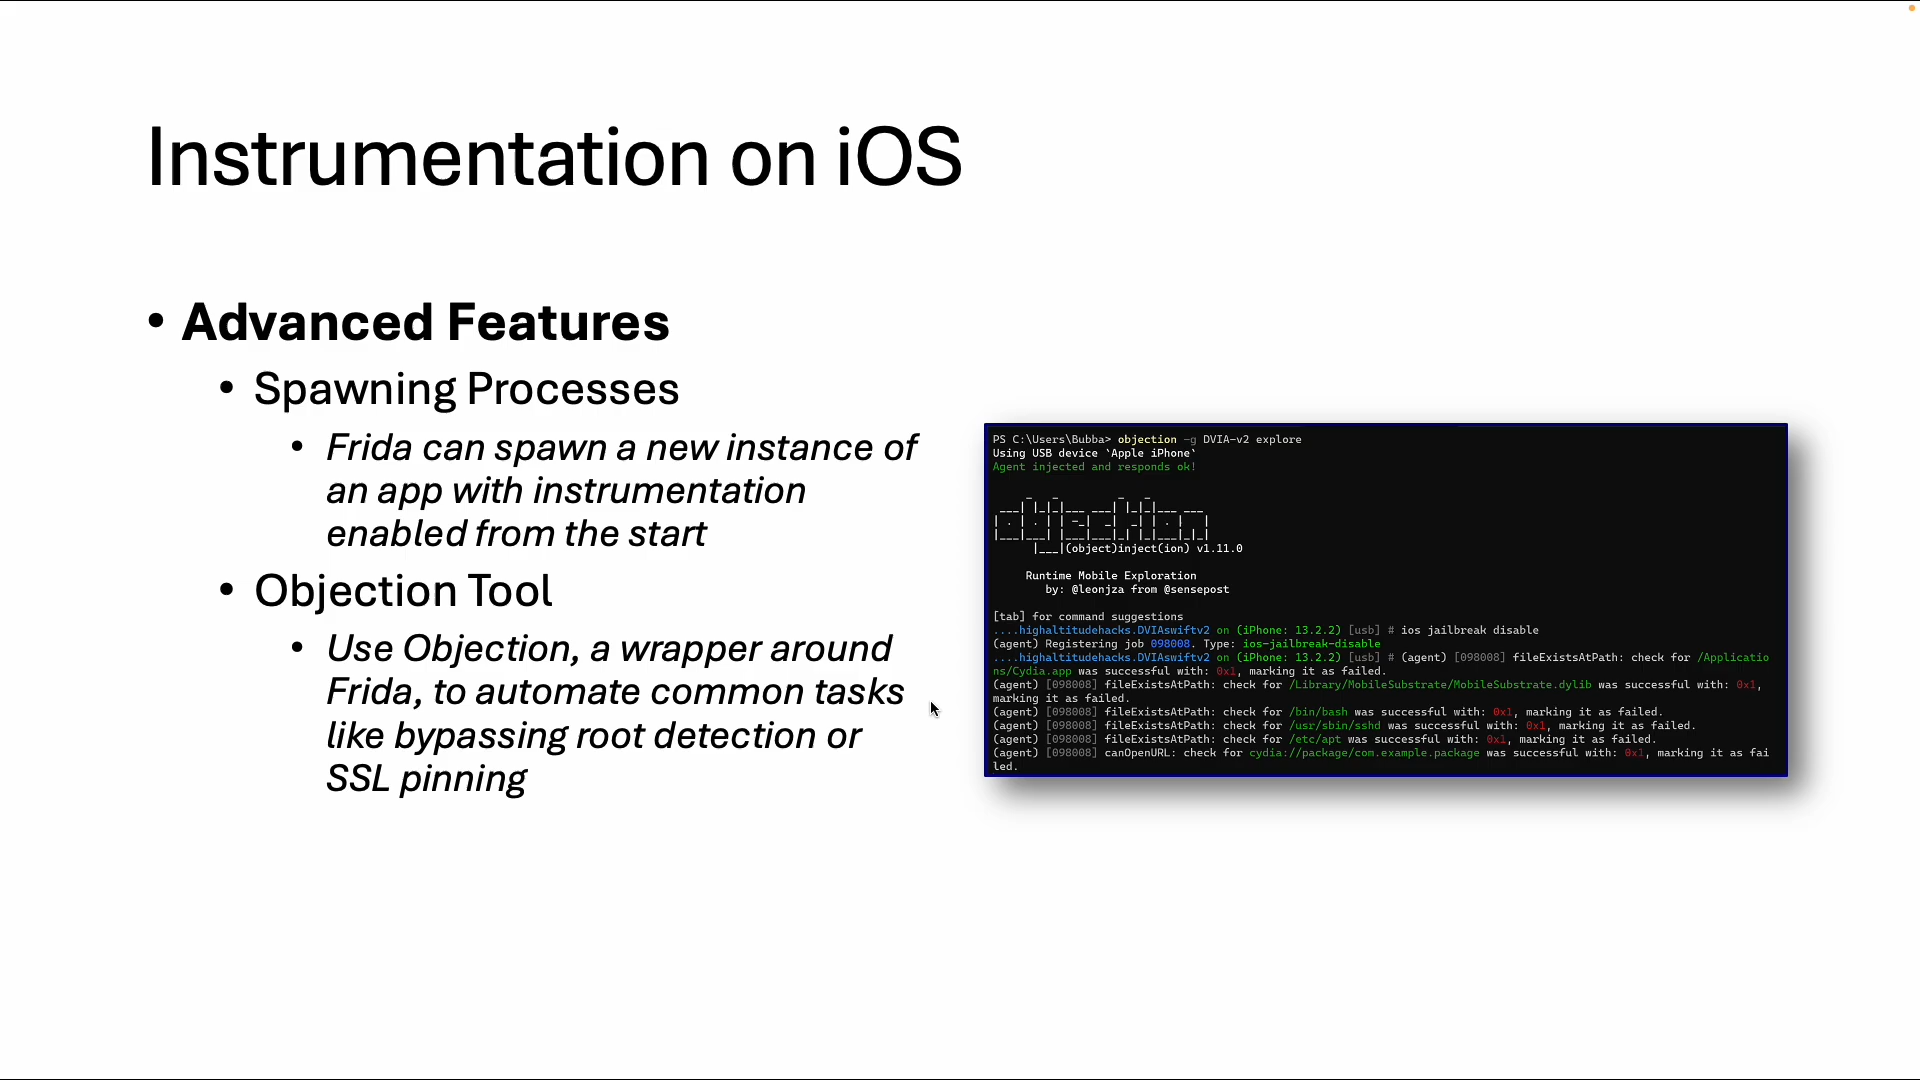 Instrumentation on iOS
• Advanced Features
• Spawning Processes
• Frida can spawn a new instance of
an app with instrumentation
enabled from the start
• Objection Tool
• Use Objection, a wrapper around
Frida, to automate common tasks
like bypassing root detection or
SSL pinning
PS C:\Users\Bubba> objection -g DVIA-v2 explore
Using USB device `Apple iPhone`
Agent injected and responds ok!
|___|(object)inject(ion) v1.11.0
Runtime Mobile Exploration
by: @leonjza from @sensepost
[tab] for command suggestions
....highaltitudehacks.DVIAswiftv2 on (iPhone: 13.2.2) [usb] # ios jailbreak disable
(agent) Registering job 098008. Type: ios-jailbreak-disable
....highaltitudehacks.DVIAswiftv2 on (iPhone: 13.2.2) [usb] # (agent) [098008] fileExistsAtPath: check for /Applicatio
ns/Cydia.app was successful with: 0x1, marking it as failed.
(agent) [098008] fileExistsAtPath: check for /Library/MobileSubstrate/MobileSubstrate.dylib was successful with: 0x1,
marking it as failed.
(agent) [098008] fileExistsAtPath: check for /bin/bash was successful with: 0x1, marking it as failed.
(agent) [098008] fileExistsAtPath: check for /usr/sbin/sshd was successful with: 0x1, marking it as failed.
(agent) [098008] fileExistsAtPath: check for /etc/apt was successful with: 0x1, marking it as failed.
(agent) [098008] canOpenURL: check for cydia://package/com.example.package was successful with: 0x1, marking it as fai
led.